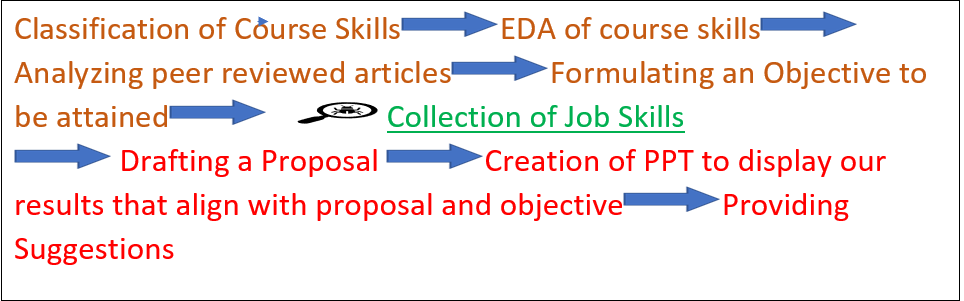 Classification of Course Skills EDA of course skills
Analyzing peer reviewed articles Formulating an Objective to
be attained Collection of Job Skills
Drafting a Proposal Creation of PPT to display our
results that align with proposal and objective Providing
Suggestions